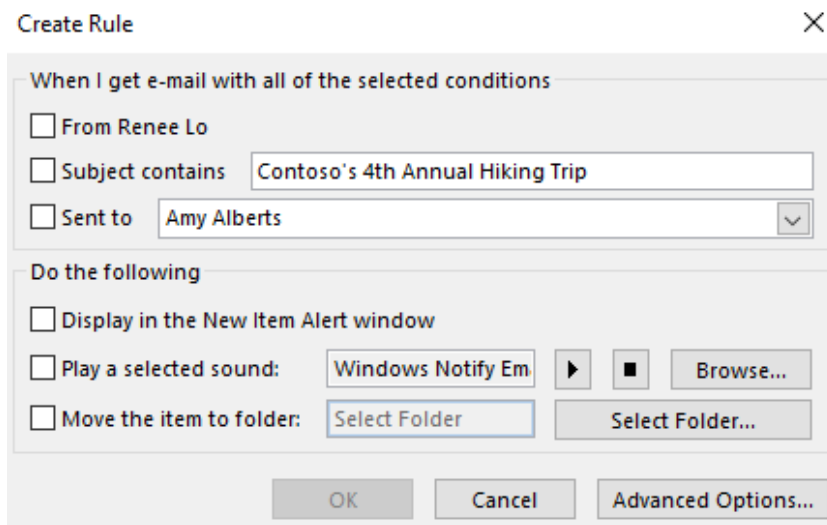 Create Rule
When I get e-mail with all of the selected conditions
From Renee Lo
Subject contains Contoso's 4th Annual Hiking Trip
Sent to Amy Alberts
Do the following
Display in the New Item Alert window
Play a selected sound: Windows Notify Em Browse...
Move the item to folder: Select Folder Select Folder...
OK Cancel Advanced Options...